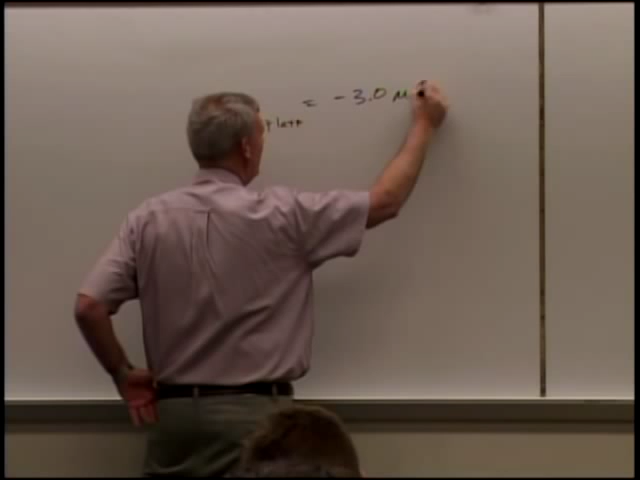 plate = -3.0 μ